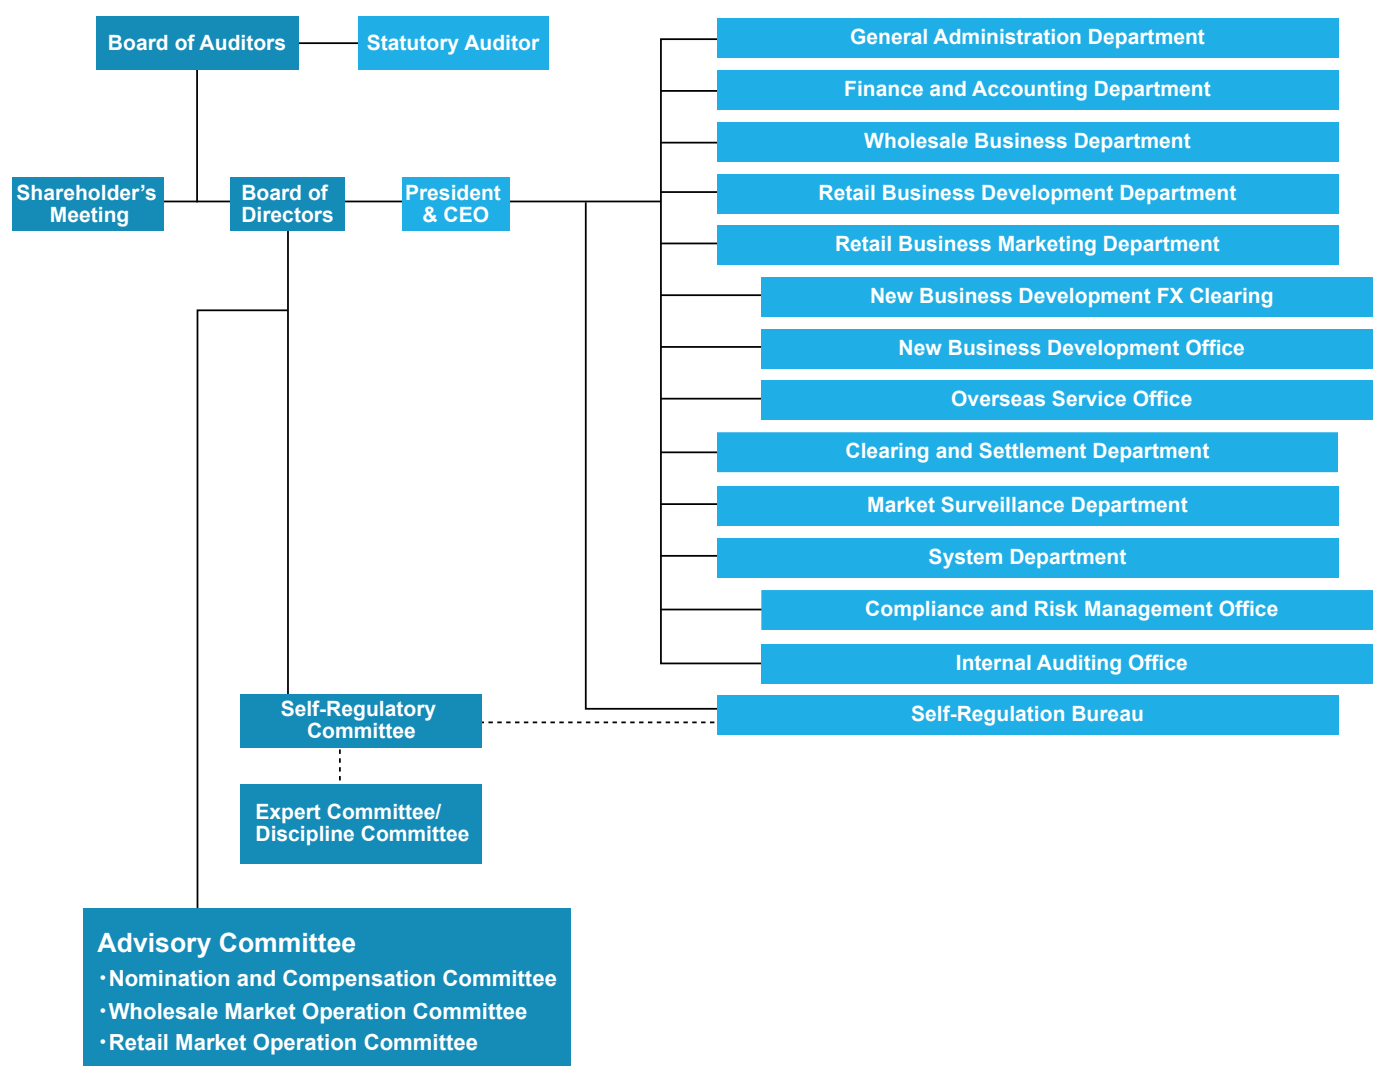 Board of Auditors
Statutory Auditor
Shareholder’s
Meeting
Board of
Directors
President
& CEO
General Administration Department
Finance and Accounting Department
Wholesale Business Department
Retail Business Development Department
Retail Business Marketing Department
New Business Development FX Clearing
New Business Development Office
Overseas Service Office
Clearing and Settlement Department
Market Surveillance Department
System Department
Compliance and Risk Management Office
Internal Auditing Office
Self-Regulation Bureau
Self-Regulatory
Committee
Expert Committee/
Discipline Committee
Advisory Committee
・Nomination and Compensation Committee
・Wholesale Market Operation Committee
・Retail Market Operation Committee